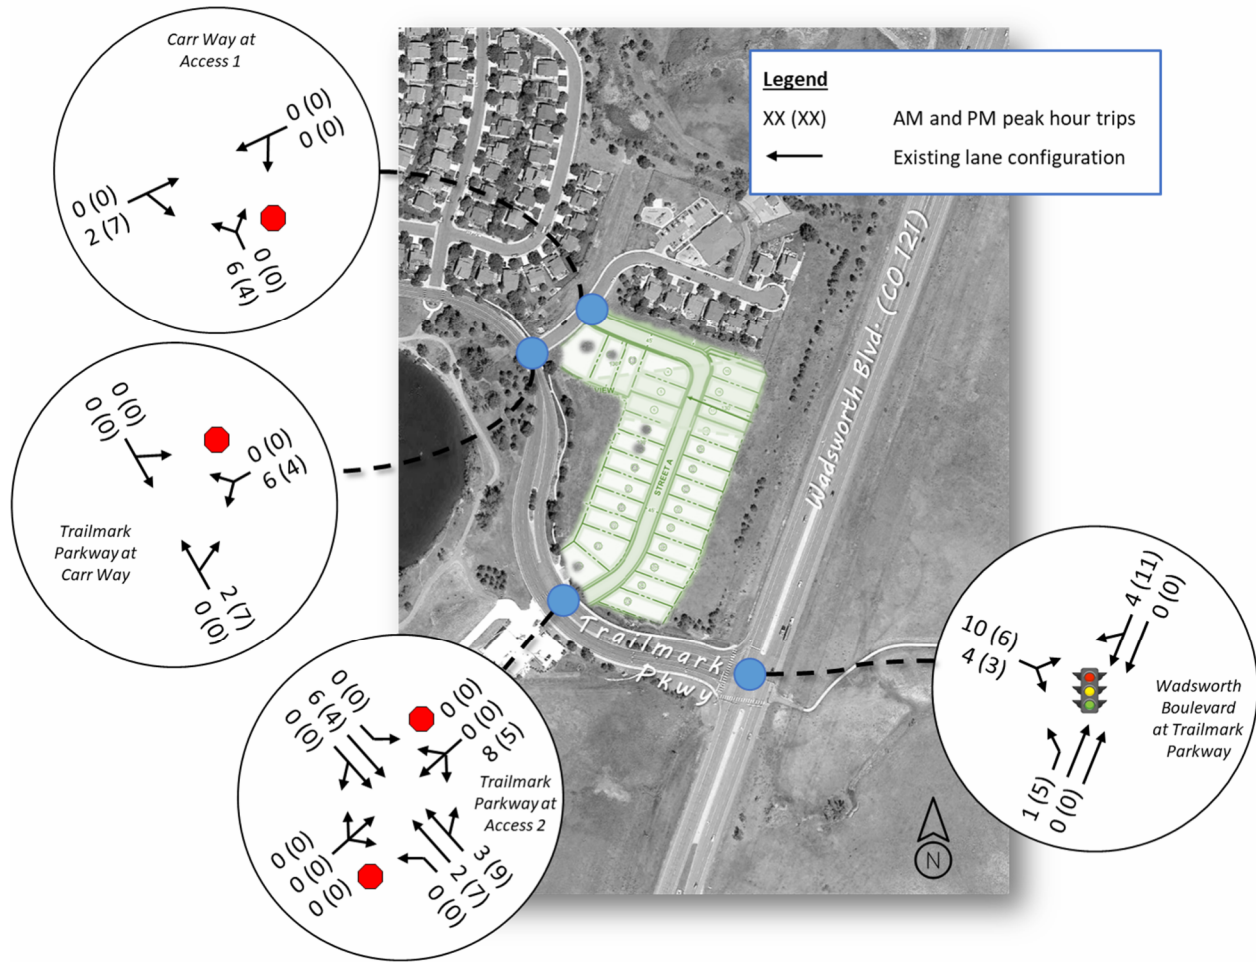 Carr Way at
Access 1
0 (0)
0 (0)
0 (0)
2 (7)
0 (0)
6 (4)
Legend
XX (XX) AM and PM peak hour trips
Existing lane configuration
Wadsworth Blvd. (CO 121)
0 (0)
0 (0)
0 (0)
6 (4)
Trailmark
Parkway at
Carr Way
2 (7)
0 (0)
STREET A
Trailmark
Pkwy
0 (0)
6 (4)
0 (0)
0 (0)
0 (0)
8 (5)
Trailmark
Parkway at
Access 2
0 (0)
0 (0)
0 (0)
3 (9)
2 (7)
0 (0)
4 (11)
0 (0)
10 (6)
4 (3)
Wadsworth
Boulevard
at Trailmark
Parkway
1 (5)
0 (0)
N